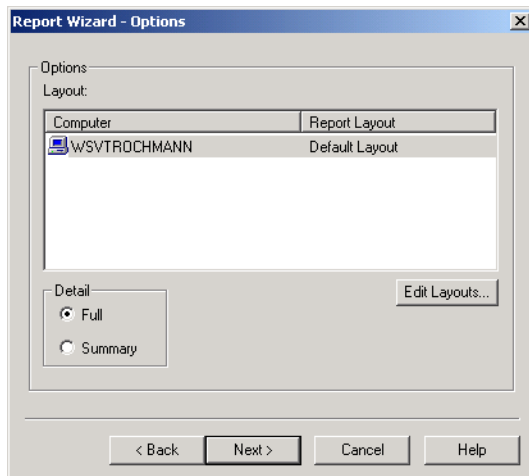 Report Wizard - Options
Options
Layout:
Computer Report Layout
WSVTROCHMANN Default Layout
Detail
Full
Summary
Edit Layouts...
< Back Next > Cancel Help